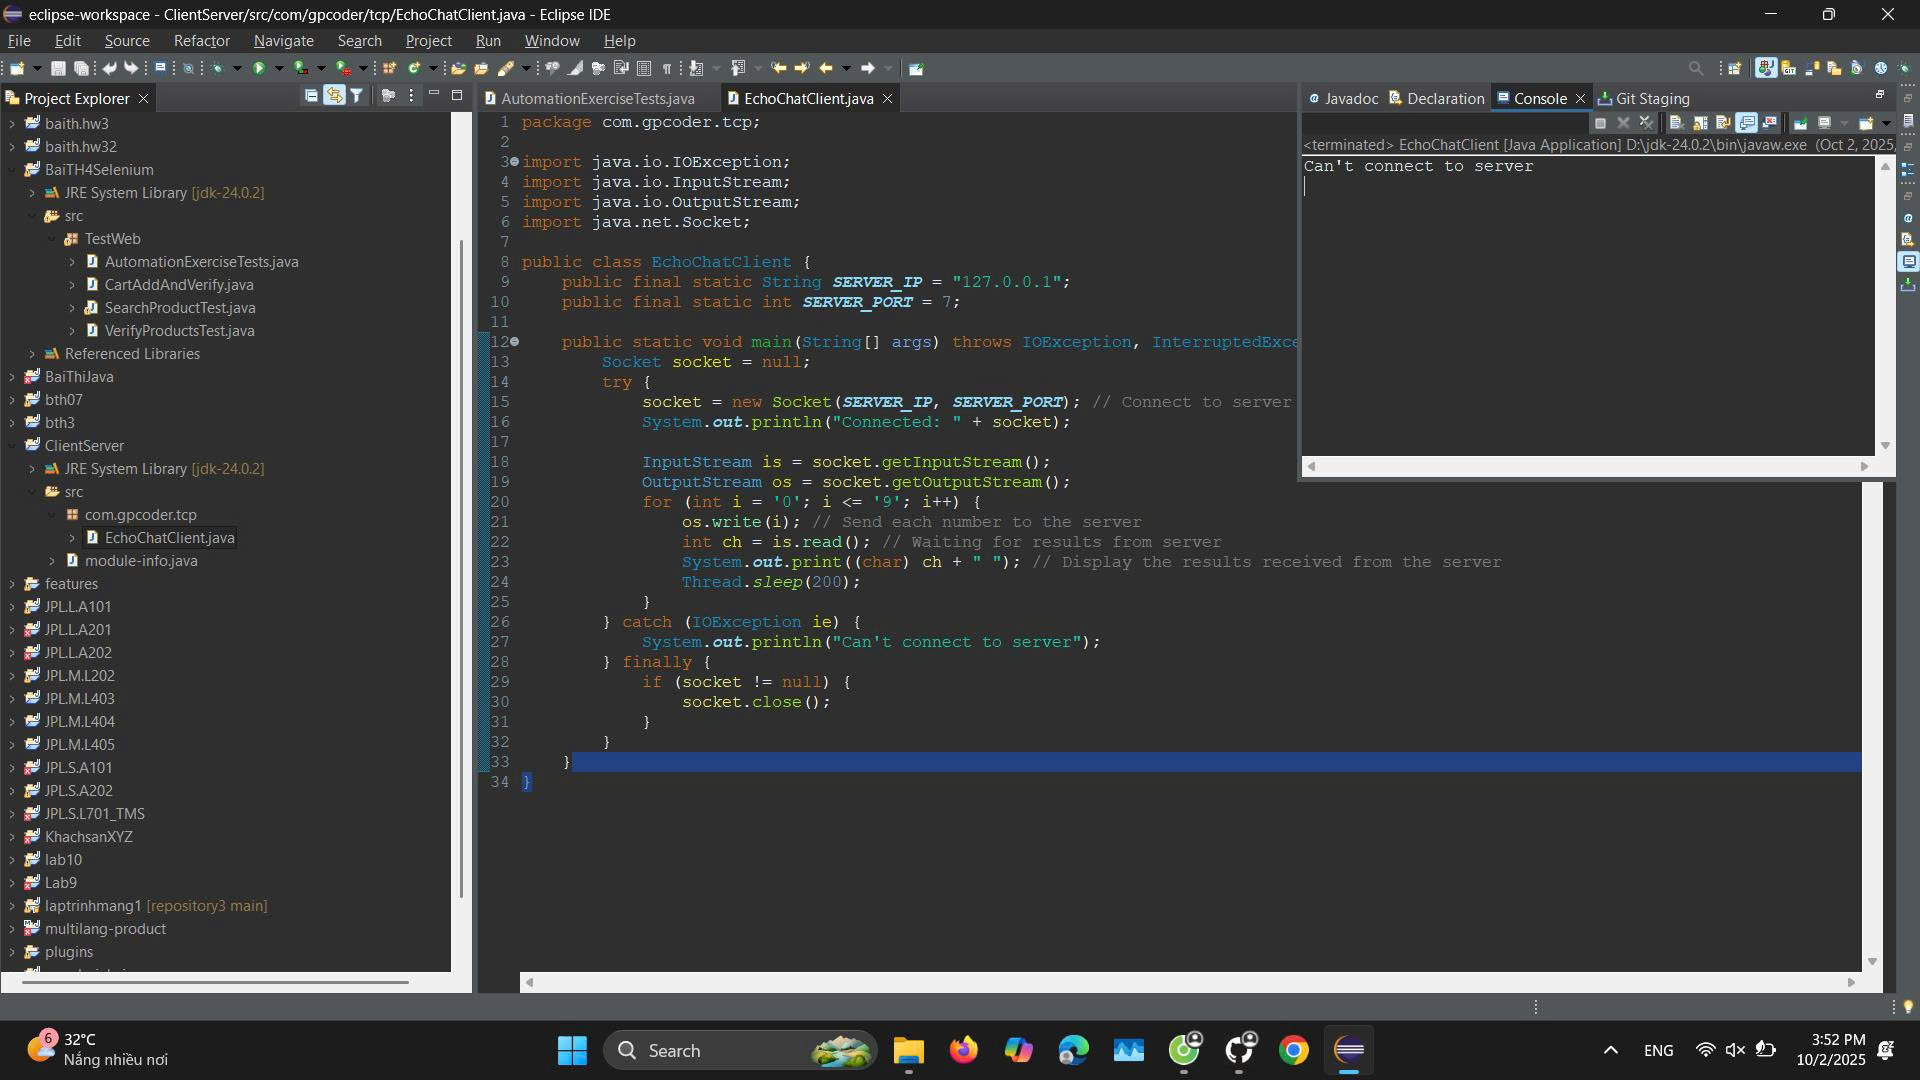 eclipse-workspace - ClientServer/src/com/gpcoder/tcp/EchoChatClient.java - Eclipse IDE
File Edit Source Refactor Navigate Search Project Run Window Help
Project Explorer
baith.hw3
baith.hw32
BaiTH4Selenium
JRE System Library [jdk-24.0.2]
src
TestWeb
AutomationExerciseTests.java
CartAddAndVerify.java
SearchProductTest.java
VerifyProductsTest.java
Referenced Libraries
BaiThiJava
bth07
bth3
ClientServer
JRE System Library [jdk-24.0.2]
src
com.gpcoder.tcp
EchoChatClient.java
module-info.java
features
JPL.L.A101
JPL.L.A201
JPL.L.A202
JPL.M.L202
JPL.M.L403
JPL.M.L404
JPL.M.L405
JPL.S.A101
JPL.S.A202
JPL.S.L701_TMS
KhachsanXYZ
lab10
Lab9
laptrinhmang1 [repository3 main]
multilang-product
plugins
AutomationExerciseTests.java EchoChatClient.java
1 package com.gpcoder.tcp;
2
3 import java.io.IOException;
4 import java.io.InputStream;
5 import java.io.OutputStream;
6 import java.net.Socket;
7
8 public class EchoChatClient {
9 public final static String SERVER_IP = "127.0.0.1";
10 public final static int SERVER_PORT = 7;
11
12 public static void main(String[] args) throws IOException, InterruptedExce
13 Socket socket = null;
14 try {
15 socket = new Socket(SERVER_IP, SERVER_PORT); // Connect to server
16 System.out.println("Connected: " + socket);
17
18 InputStream is = socket.getInputStream();
19 OutputStream os = socket.getOutputStream();
20 for (int i = '0'; i <= '9'; i++) {
21 os.write(i); // Send each number to the server
22 int ch = is.read(); // Waiting for results from server
23 System.out.print((char) ch + " "); // Display the results received from the server
24 Thread.sleep(200);
25 }
26 } catch (IOException ie) {
27 System.out.println("Can't connect to server");
28 } finally {
29 if (socket != null) {
30 socket.close();
31 }
32 }
33 }
34 }
Javadoc Declaration Console Git Staging
<terminated> EchoChatClient [Java Application] D:\jdk-24.0.2\bin\javaw.exe (Oct 2, 2025,
Can't connect to server
6
32°C
Nắng nhiều nơi
Search
ENG
3:52 PM
10/2/2025